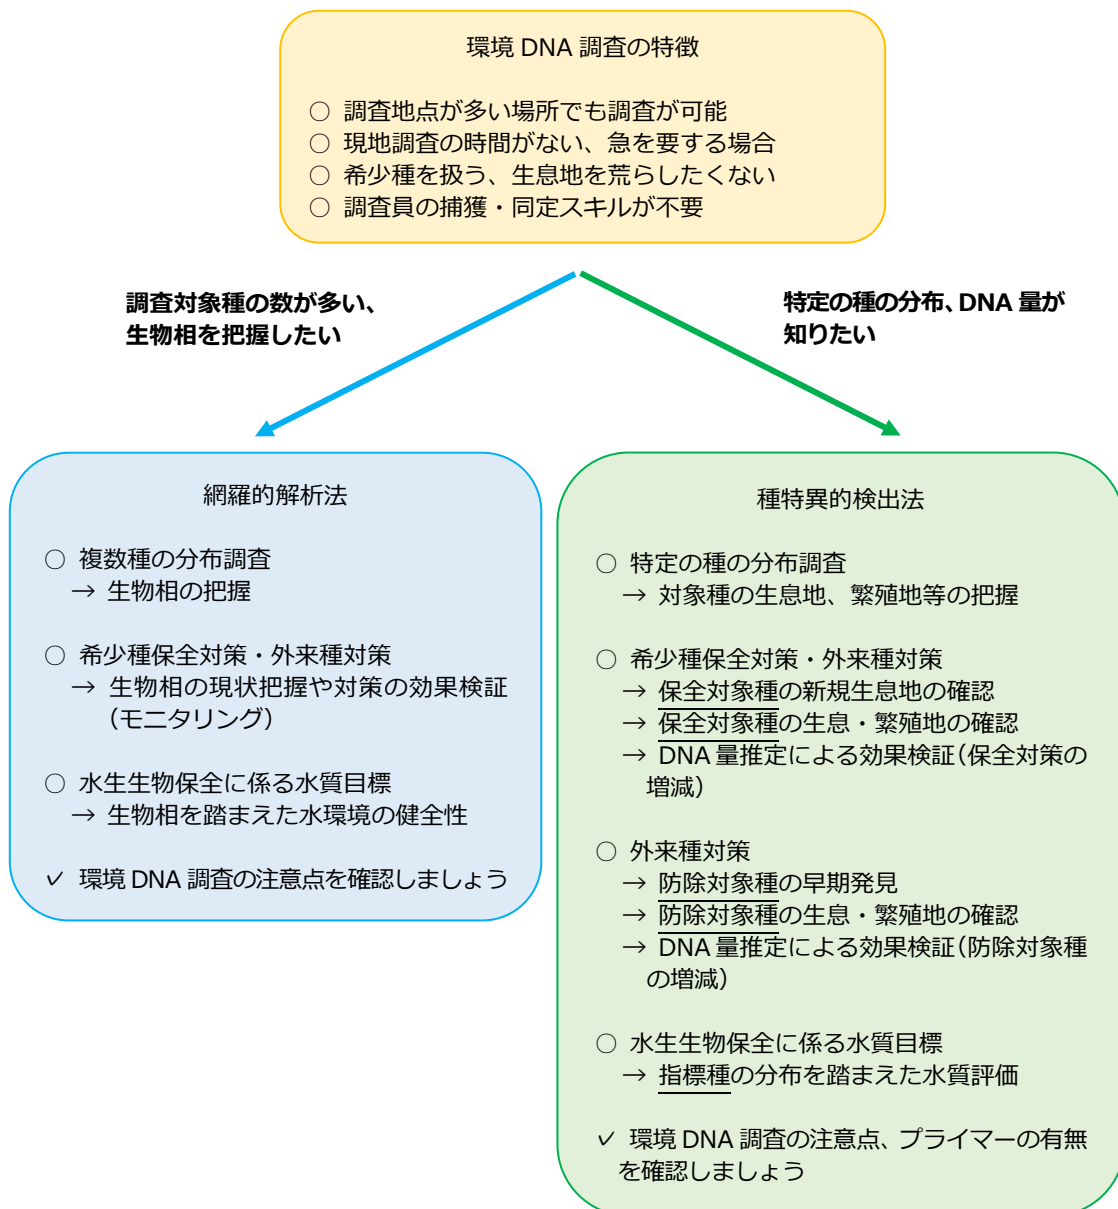 環境 DNA 調査の特徴
○ 調査地点が多い場所でも調査が可能
○ 現地調査の時間がない、急を要する場合
○ 希少種を扱う、生息地を荒らしたくない
○ 調査員の捕獲・同定スキルが不要
調査対象種の数が多い、
生物相を把握したい
特定の種の分布、DNA 量が
知りたい
網羅的解析法
○ 複数種の分布調査
→ 生物相の把握
○ 希少種保全対策・外来種対策
→ 生物相の現状把握や対策の効果検証
（モニタリング）
○ 水生生物保全に係る水質目標
→ 生物相を踏まえた水環境の健全性
✓ 環境 DNA 調査の注意点を確認しましょう
種特異的検出法
○ 特定の種の分布調査
→ 対象種の生息地、繁殖地等の把握
○ 希少種保全対策・外来種対策
→ 保全対象種の新規生息地の確認
→ 保全対象種の生息・繁殖地の確認
→ DNA 量推定による効果検証（保全対策の
増減）
○ 外来種対策
→ 防除対象種の早期発見
→ 防除対象種の生息・繁殖地の確認
→ DNA 量推定による効果検証（防除対象種
の増減）
○ 水生生物保全に係る水質目標
→ 指標種の分布を踏まえた水質評価
✓ 環境 DNA 調査の注意点、プライマーの有無
を確認しましょう